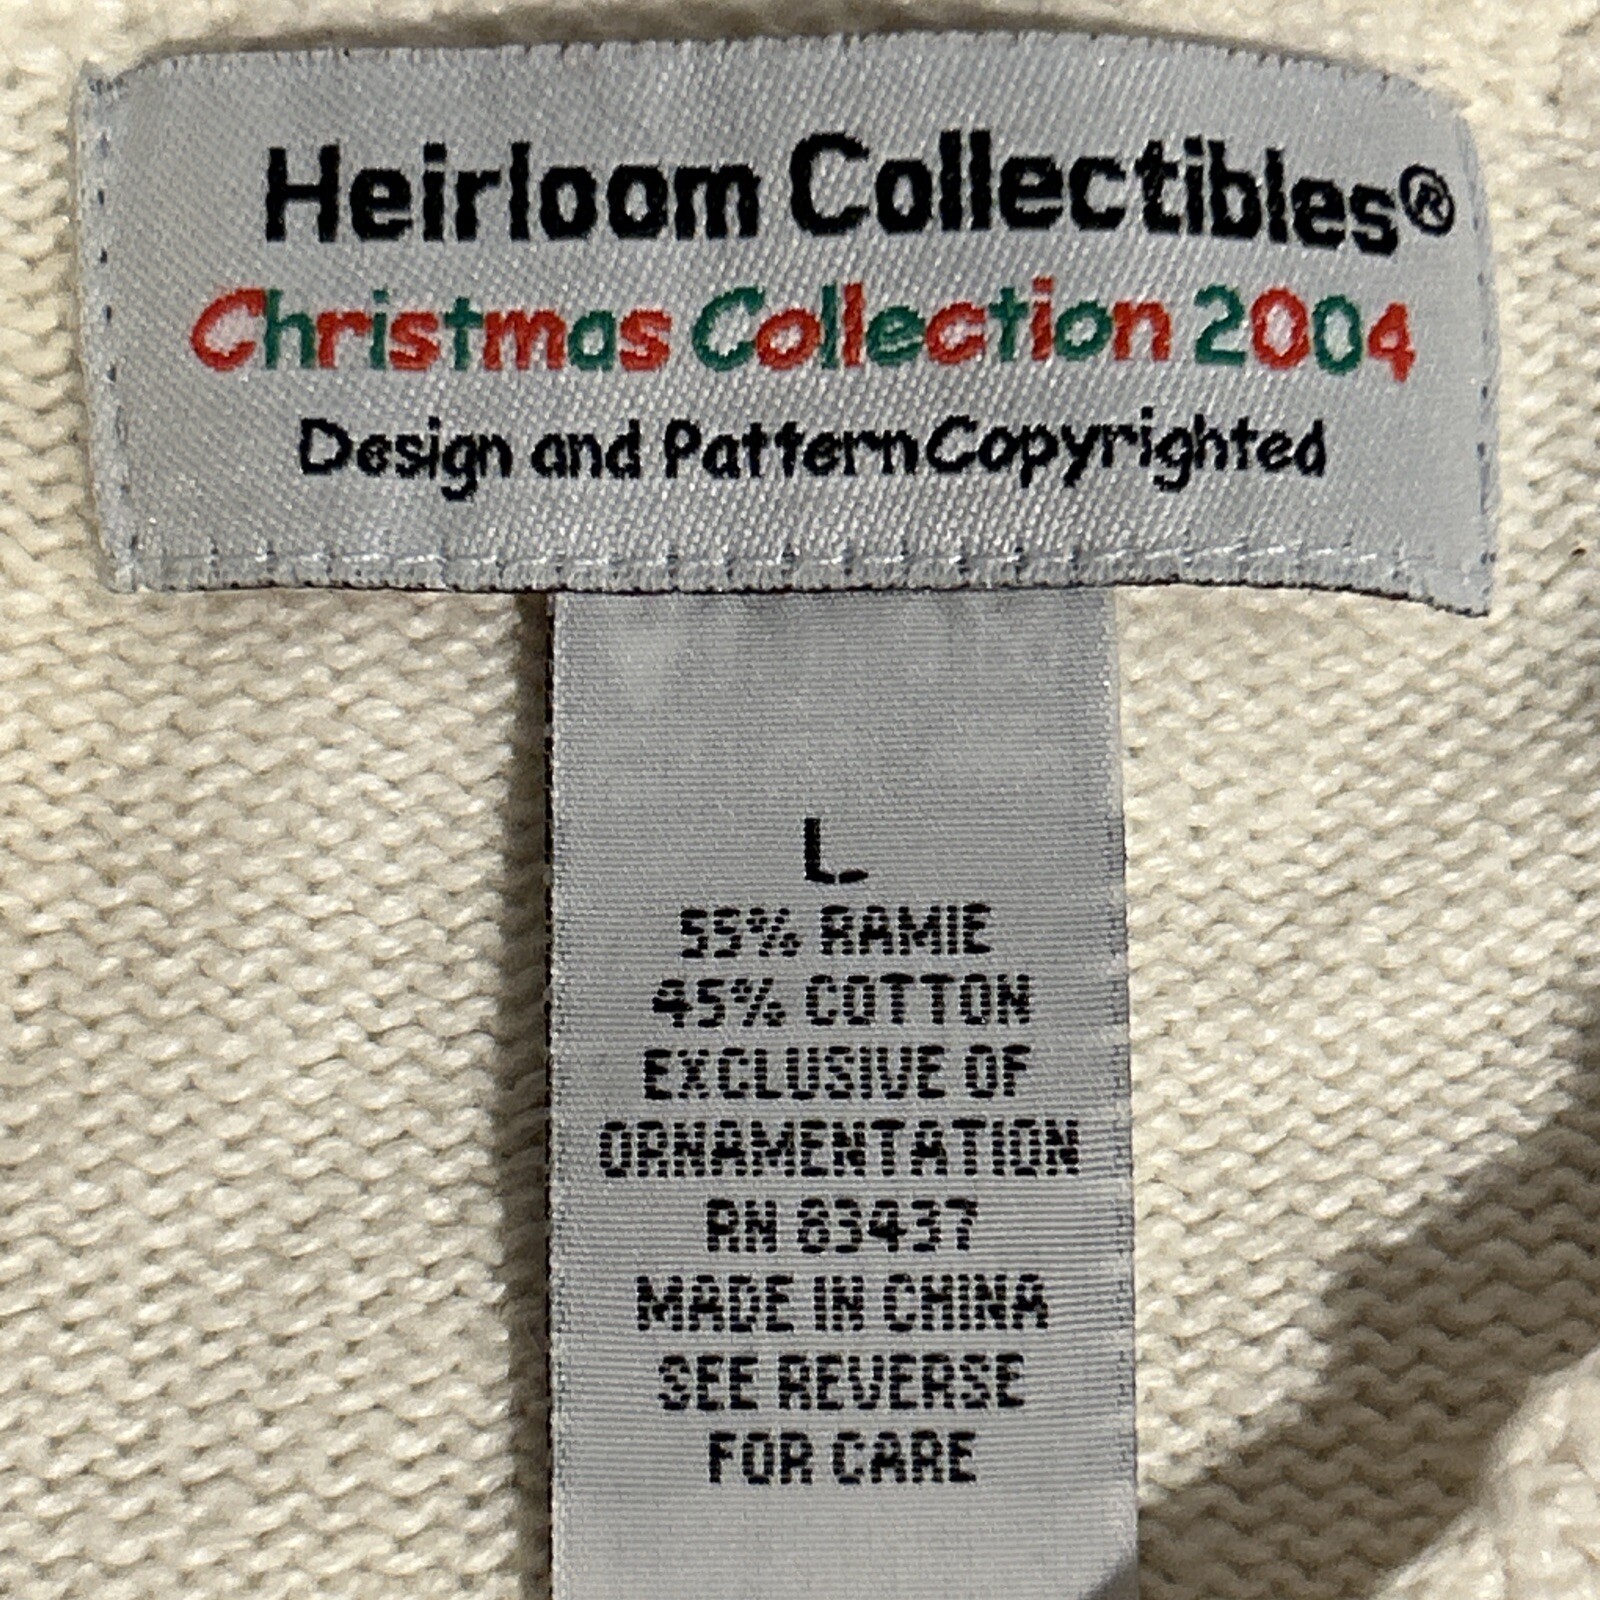 Heirloom Collectibles®
Christmas Collection 2004
Design and Pattern Copyrighted
L
55% RAMIE
45% COTTON
EXCLUSIVE OF
ORNAMENTATION
RN 83437
MADE IN CHINA
SEE REVERSE
FOR CARE